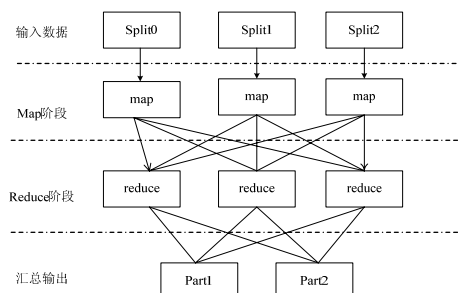 输入数据 Split0 Split1 Split2
Map阶段 map map map
Reduce阶段 reduce reduce reduce
汇总输出 Part1 Part2